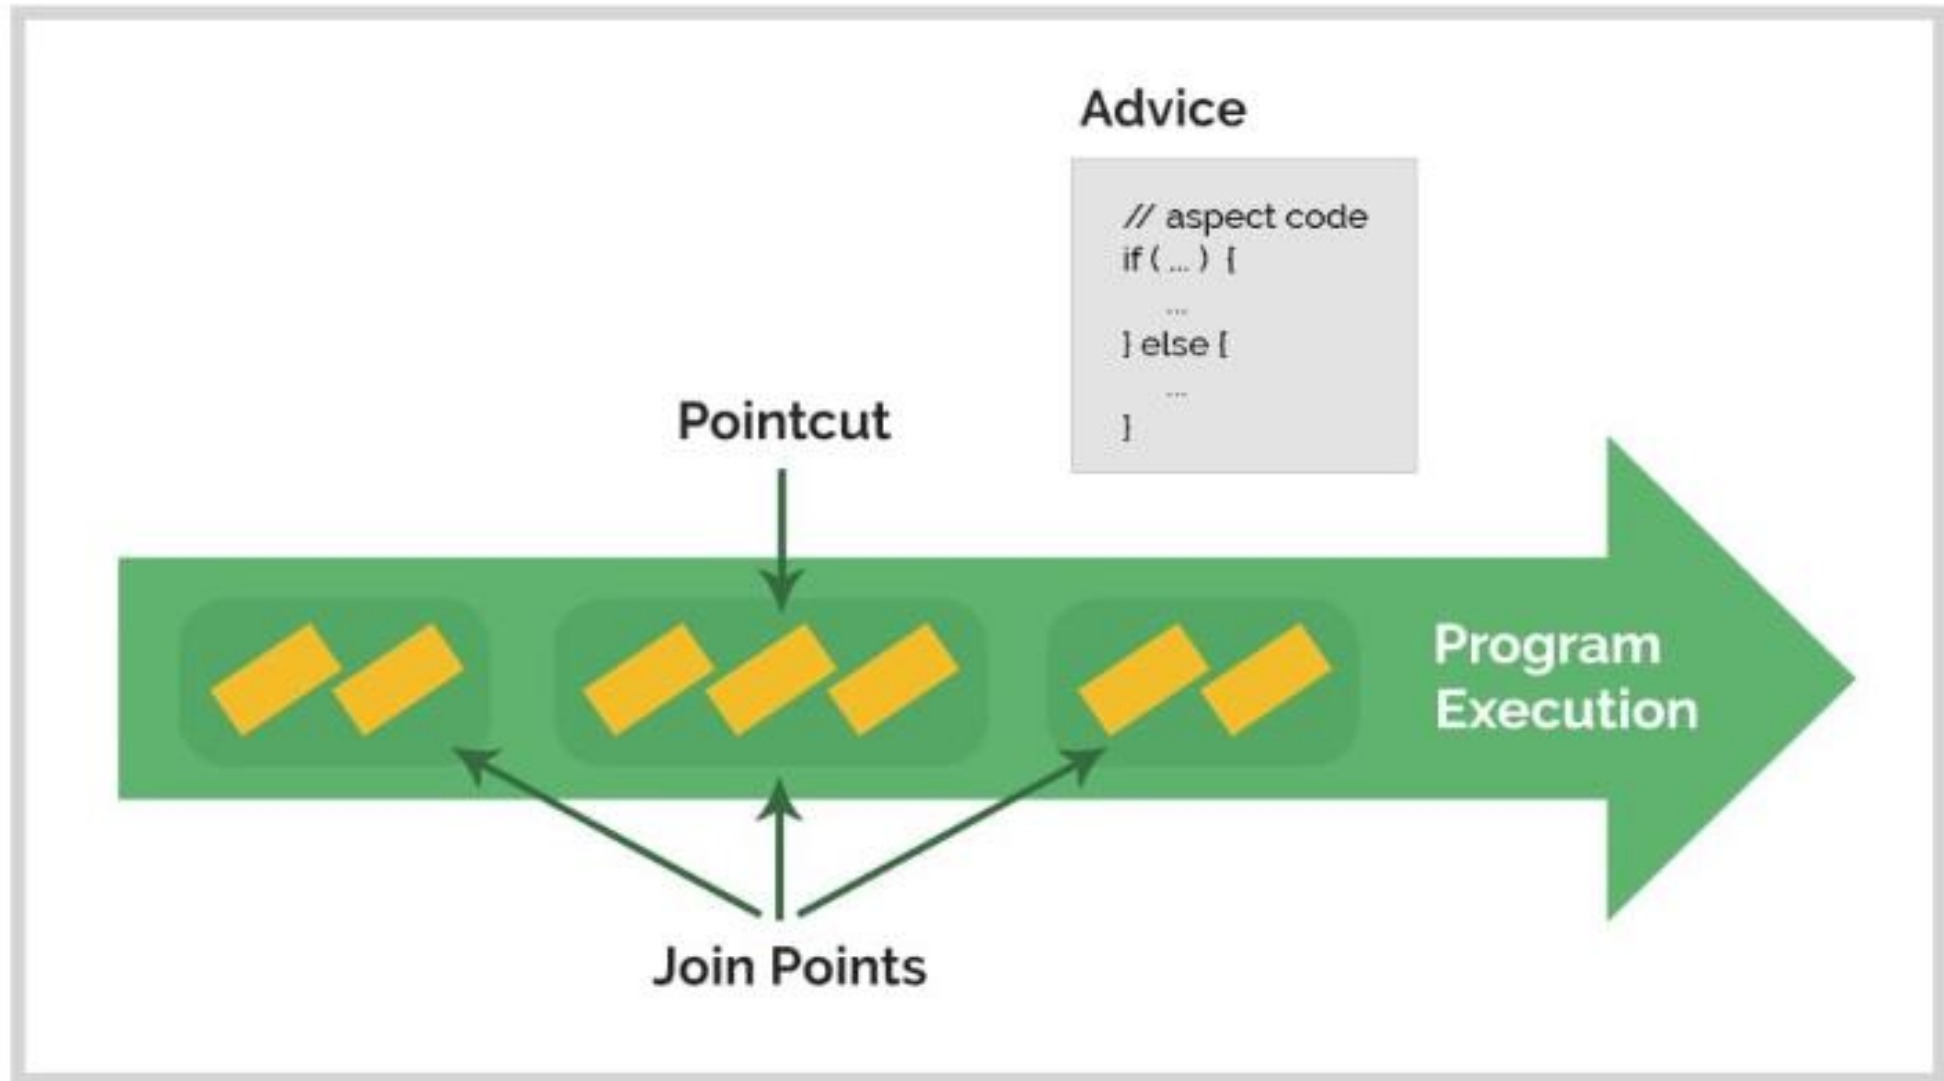 Advice
// aspect code
if ( ... ) {
...
} else {
...
}
Pointcut
Program
Execution
Join Points